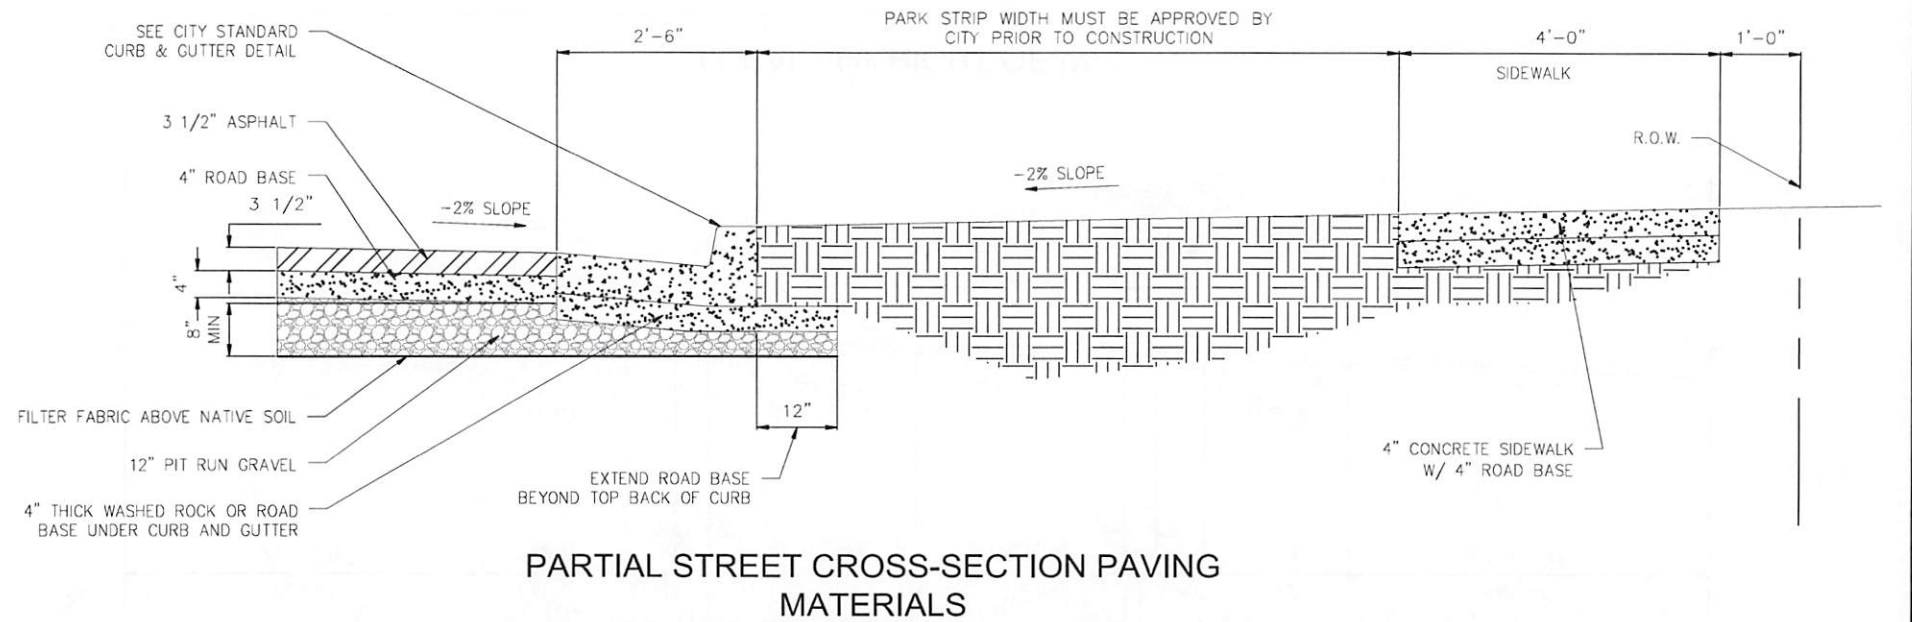 SEE CITY STANDARD
CURB & GUTTER DETAIL
2'-6"
PARK STRIP WIDTH MUST BE APPROVED BY
CITY PRIOR TO CONSTRUCTION
4'-0"
1'-0"
SIDEWALK
3 1/2" ASPHALT
R.O.W.
4" ROAD BASE
-2% SLOPE
3 1/2"
-2% SLOPE
4"
8"
MIN
12"
FILTER FABRIC ABOVE NATIVE SOIL
12" PIT RUN GRAVEL
4" THICK WASHED ROCK OR ROAD
BASE UNDER CURB AND GUTTER
EXTEND ROAD BASE
BEYOND TOP BACK OF CURB
4" CONCRETE SIDEWALK
W/ 4" ROAD BASE
PARTIAL STREET CROSS-SECTION PAVING
MATERIALS